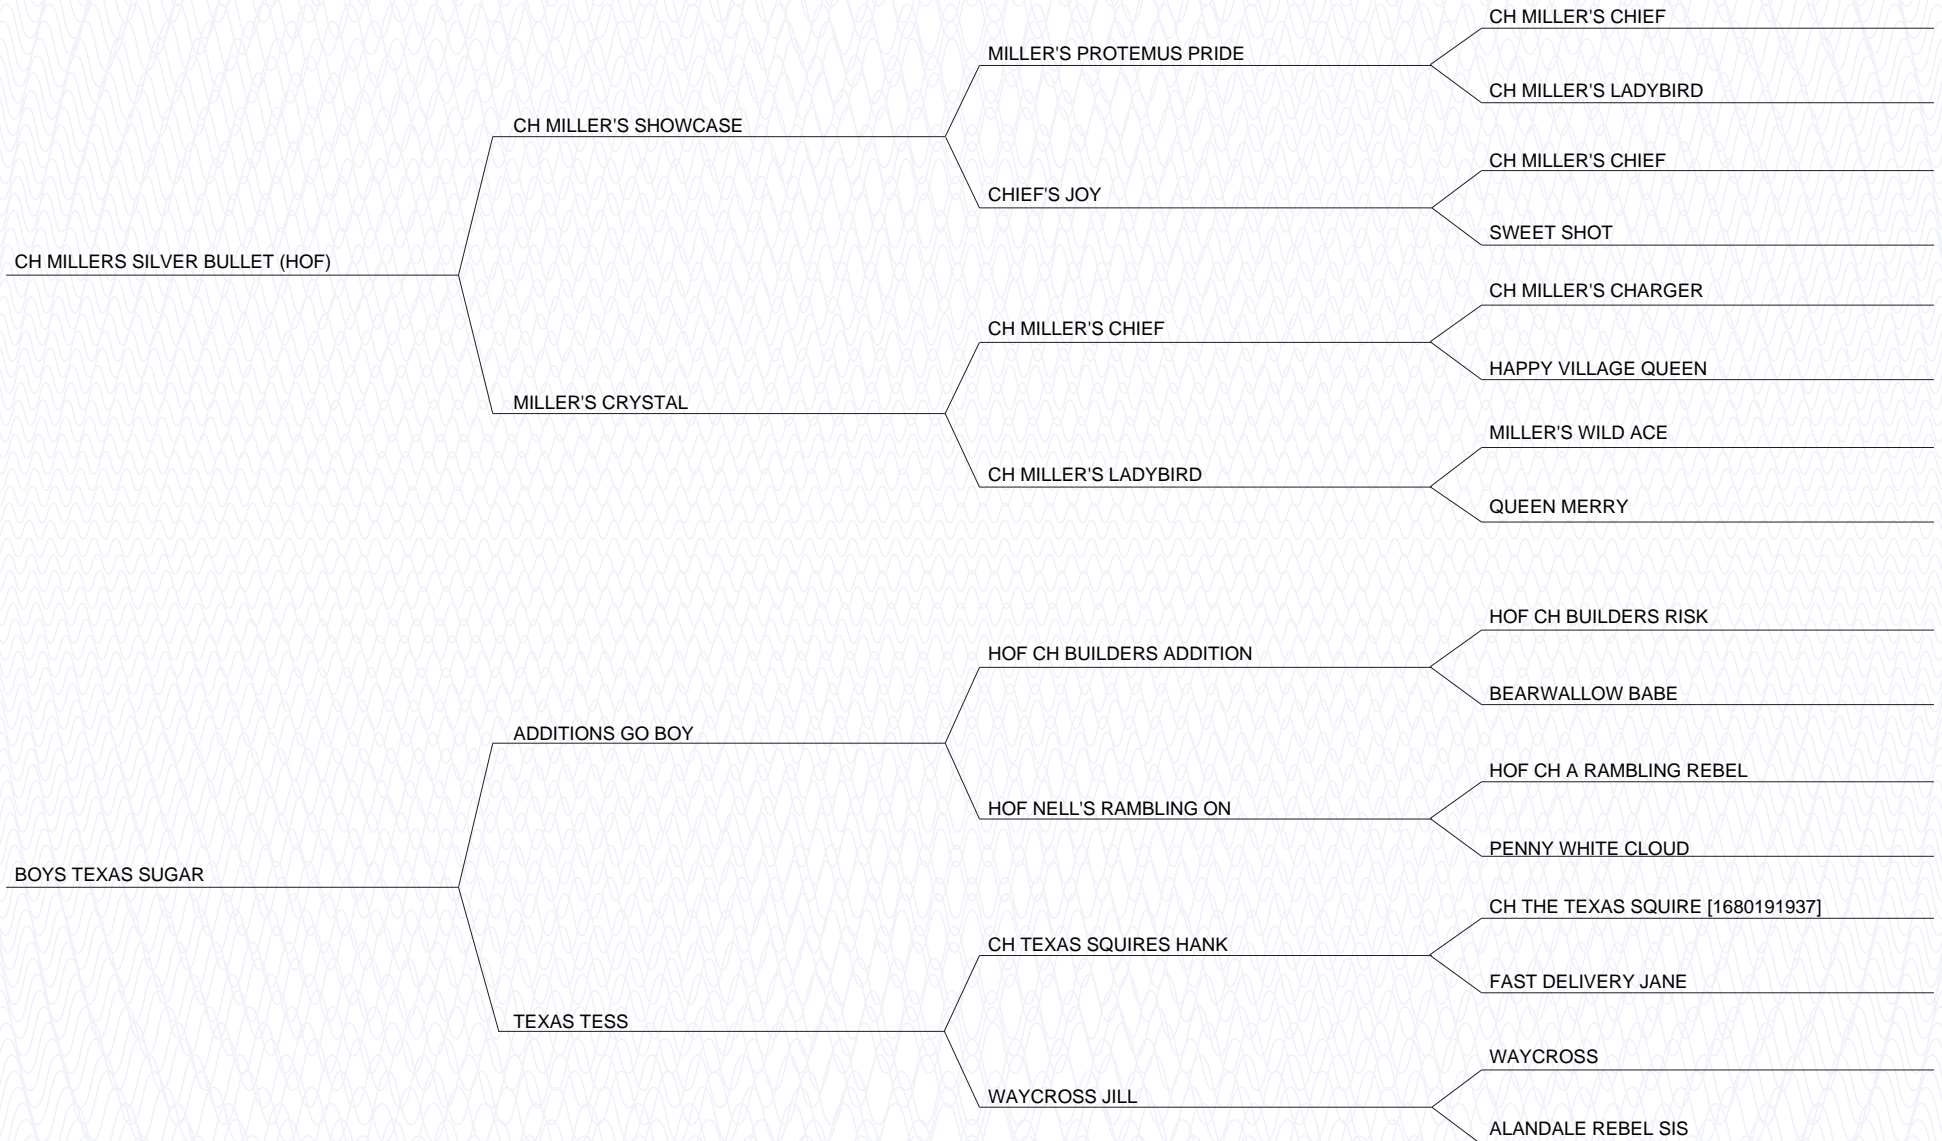 CH MILLER'S CHIEF
MILLER'S PROTEMUS PRIDE
CH MILLER'S LADYBIRD
CH MILLER'S SHOWCASE
CH MILLER'S CHIEF
CHIEF'S JOY
SWEET SHOT
CH MILLERS SILVER BULLET (HOF)
CH MILLER'S CHARGER
CH MILLER'S CHIEF
HAPPY VILLAGE QUEEN
MILLER'S CRYSTAL
MILLER'S WILD ACE
CH MILLER'S LADYBIRD
QUEEN MERRY
HOF CH BUILDERS RISK
HOF CH BUILDERS ADDITION
BEARWALLOW BABE
ADDITIONS GO BOY
HOF CH A RAMBLING REBEL
HOF NELL'S RAMBLING ON
PENNY WHITE CLOUD
BOYS TEXAS SUGAR
CH THE TEXAS SQUIRE [1680191937]
CH TEXAS SQUIRES HANK
FAST DELIVERY JANE
TEXAS TESS
WAYCROSS
WAYCROSS JILL
ALANDALE REBEL SIS